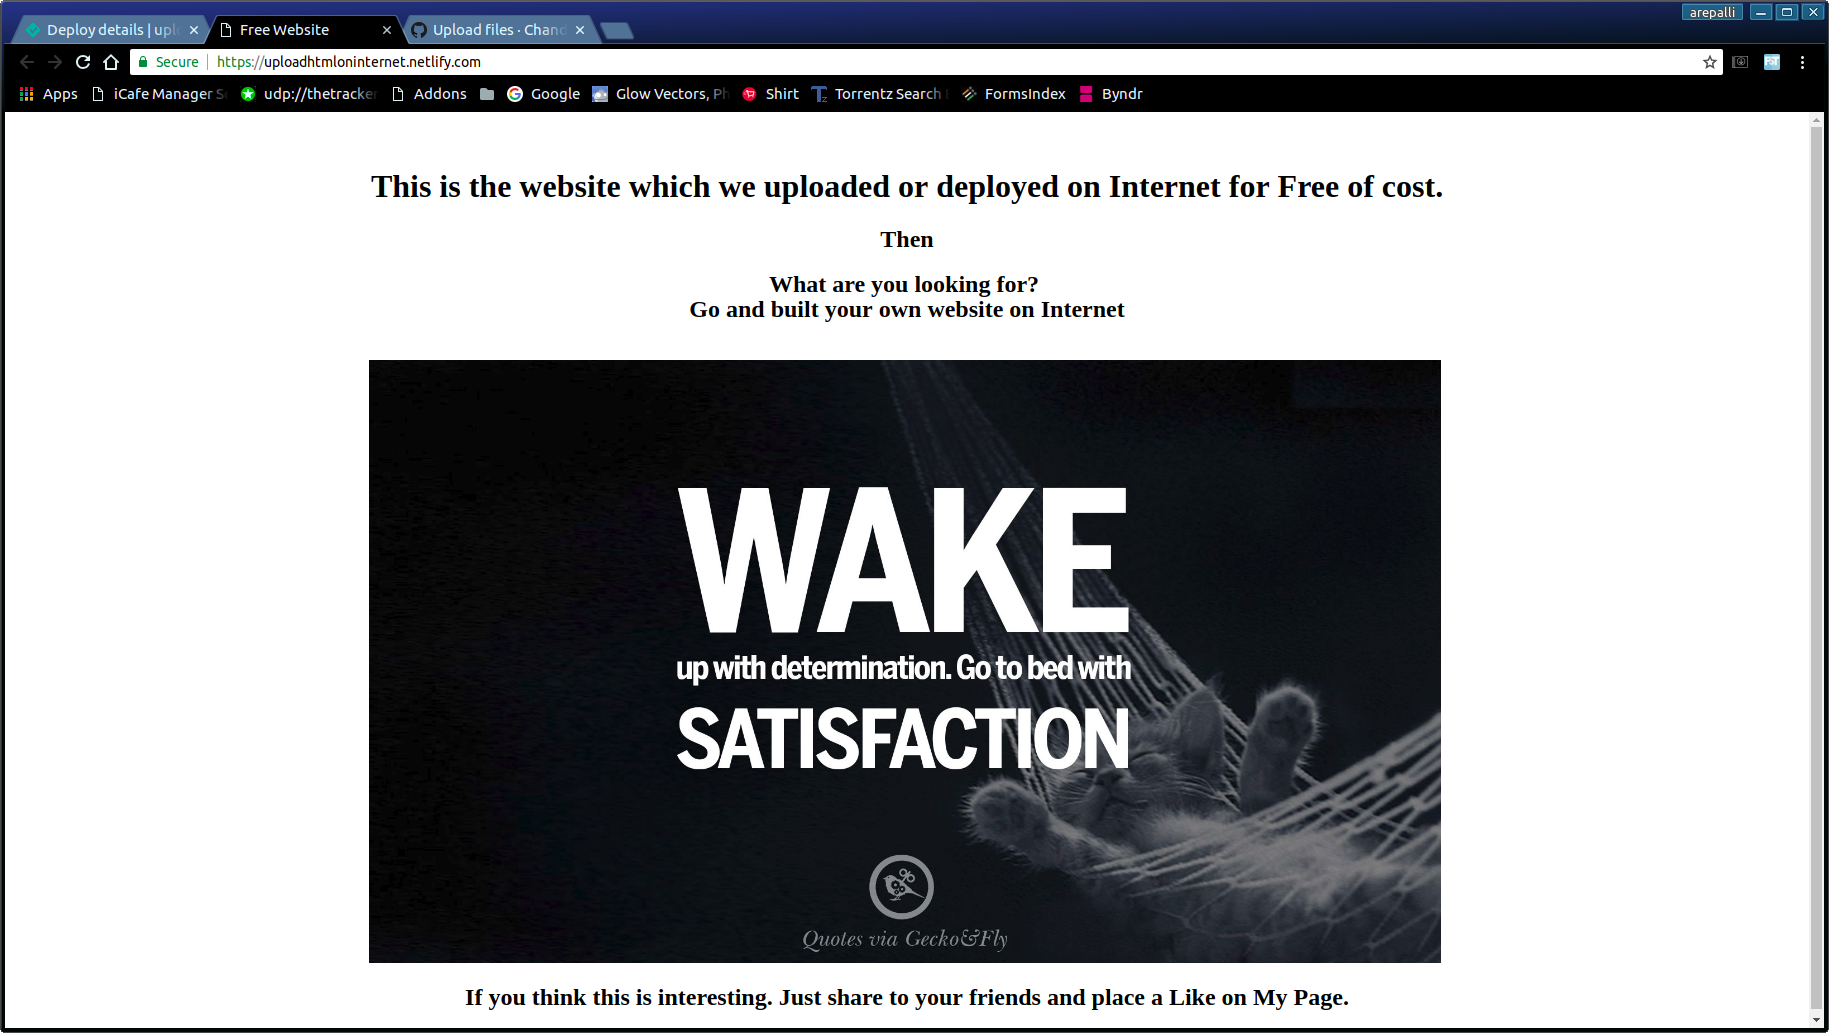 arepalli
Deploy details | uplo
Free Website
Upload files · Chand
Secure
https://uploadhtmloninternet.netlify.com
Apps
iCafe Manager Se
udp://thetracker
Addons
Google
Glow Vectors, Ph
Shirt
Torrentz Search
FormsIndex
Byndr
This is the website which we uploaded or deployed on Internet for Free of cost.
Then
What are you looking for?
Go and built your own website on Internet
WAKE
up with determination. Go to bed with
SATISFACTION
Quotes via Gecko&Fly
If you think this is interesting. Just share to your friends and place a Like on My Page.